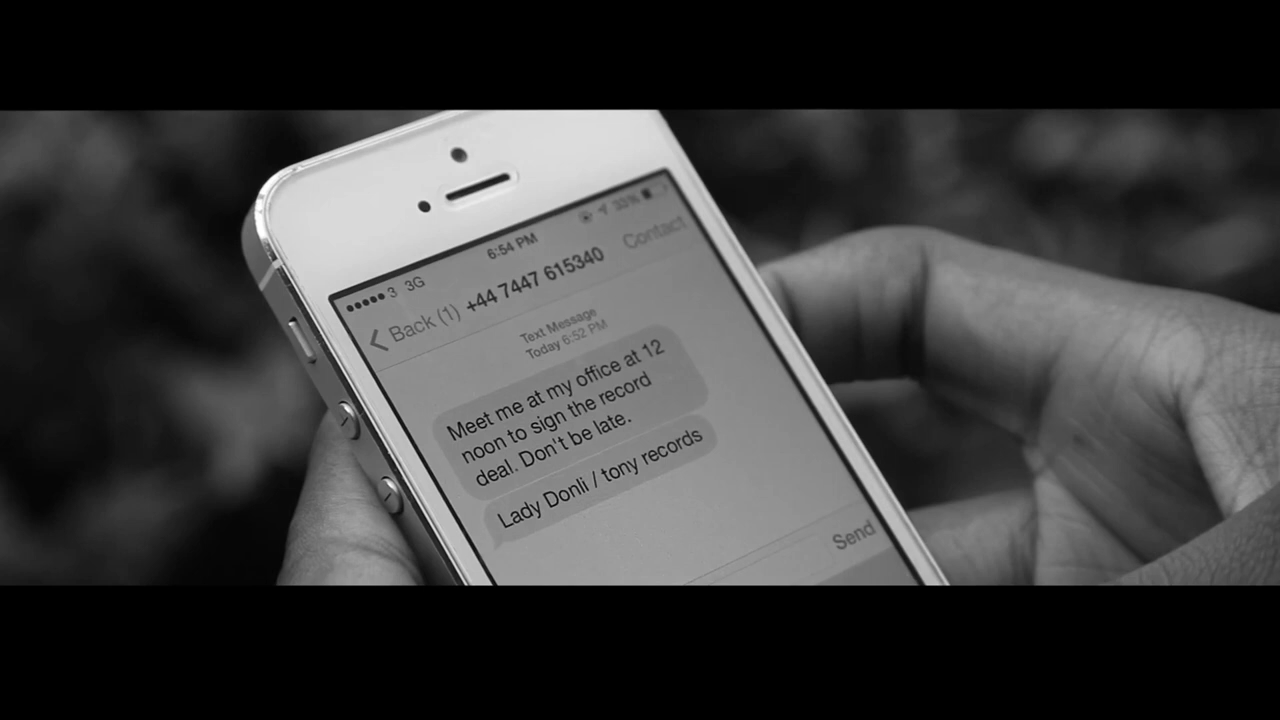 ●●●●● 3 3G 6:54 PM 33%
Back (1) +44 7447 615340 Contact
Text Message
Today 6:52 PM
Meet me at my office at 12
noon to sign the record
deal. Don't be late.
Lady Donli / tony records
Send